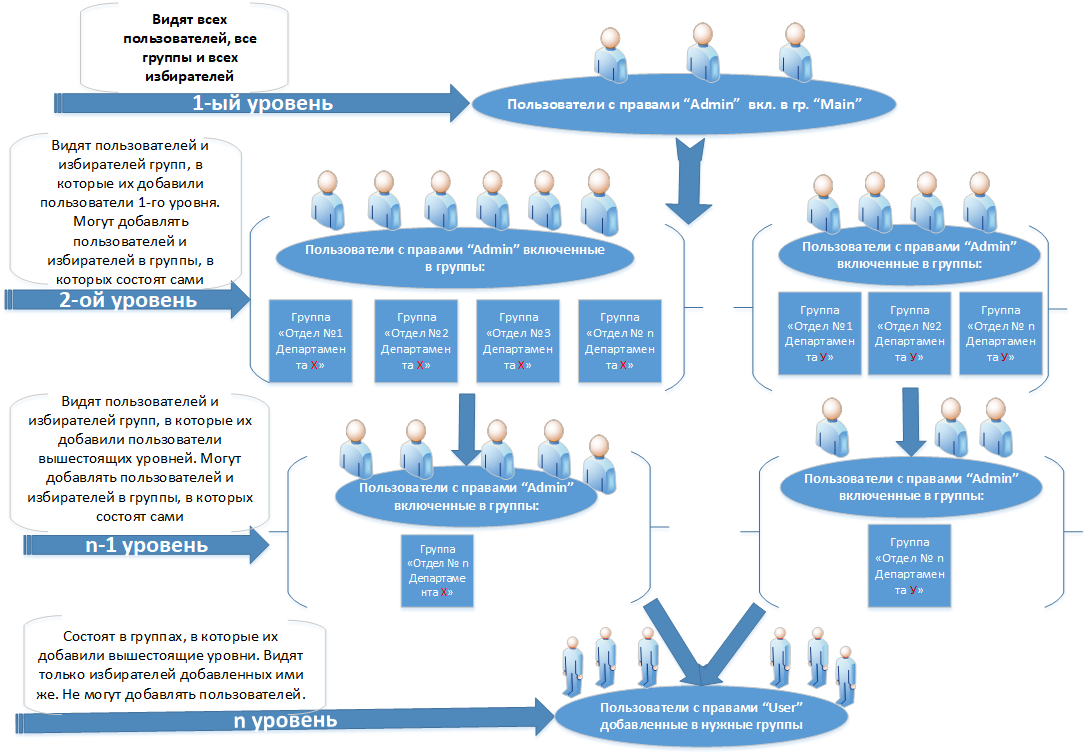 Видят всех
пользователей, все
группы и всех
избирателей
1-ый уровень
Пользователи с правами “Admin” вкл. в гр. “Main”
Видят пользователей и
избирателей групп, в
которые их добавили
пользователи 1-го уровня.
Могут добавлять
пользователей и
избирателей в группы, в
которых состоят сами
2-ой уровень
Пользователи с правами “Admin” включенные
в группы:
Группа
«Отдел №1
Департамен
та Х»
Группа
«Отдел №2
Департамен
та Х»
Группа
«Отдел №3
Департамен
та Х»
Группа
«Отдел № n
Департамен
та Х»
Пользователи с правами “Admin”
включенные в группы:
Группа
«Отдел №1
Департамен
та У»
Группа
«Отдел №2
Департамен
та У»
Группа
«Отдел № n
Департамен
та У»
Видят пользователей и
избирателей групп, в которые их
добавили пользователи
вышестоящих уровней. Могут
добавлять пользователей и
избирателей в группы, в которых
состоят сами
n-1 уровень
Пользователи с правами “Admin”
включенные в группы:
Группа
«Отдел № n
Департаме
нта Х»
Пользователи с правами “Admin”
включенные в группы:
Группа
«Отдел № n
Департамен
та У»
Состоят в группах, в которые их
добавили вышестоящие уровни. Видят
только избирателей добавленных ими
же. Не могут добавлять пользователей.
n уровень
Пользователи с правами “User”
добавленные в нужные группы